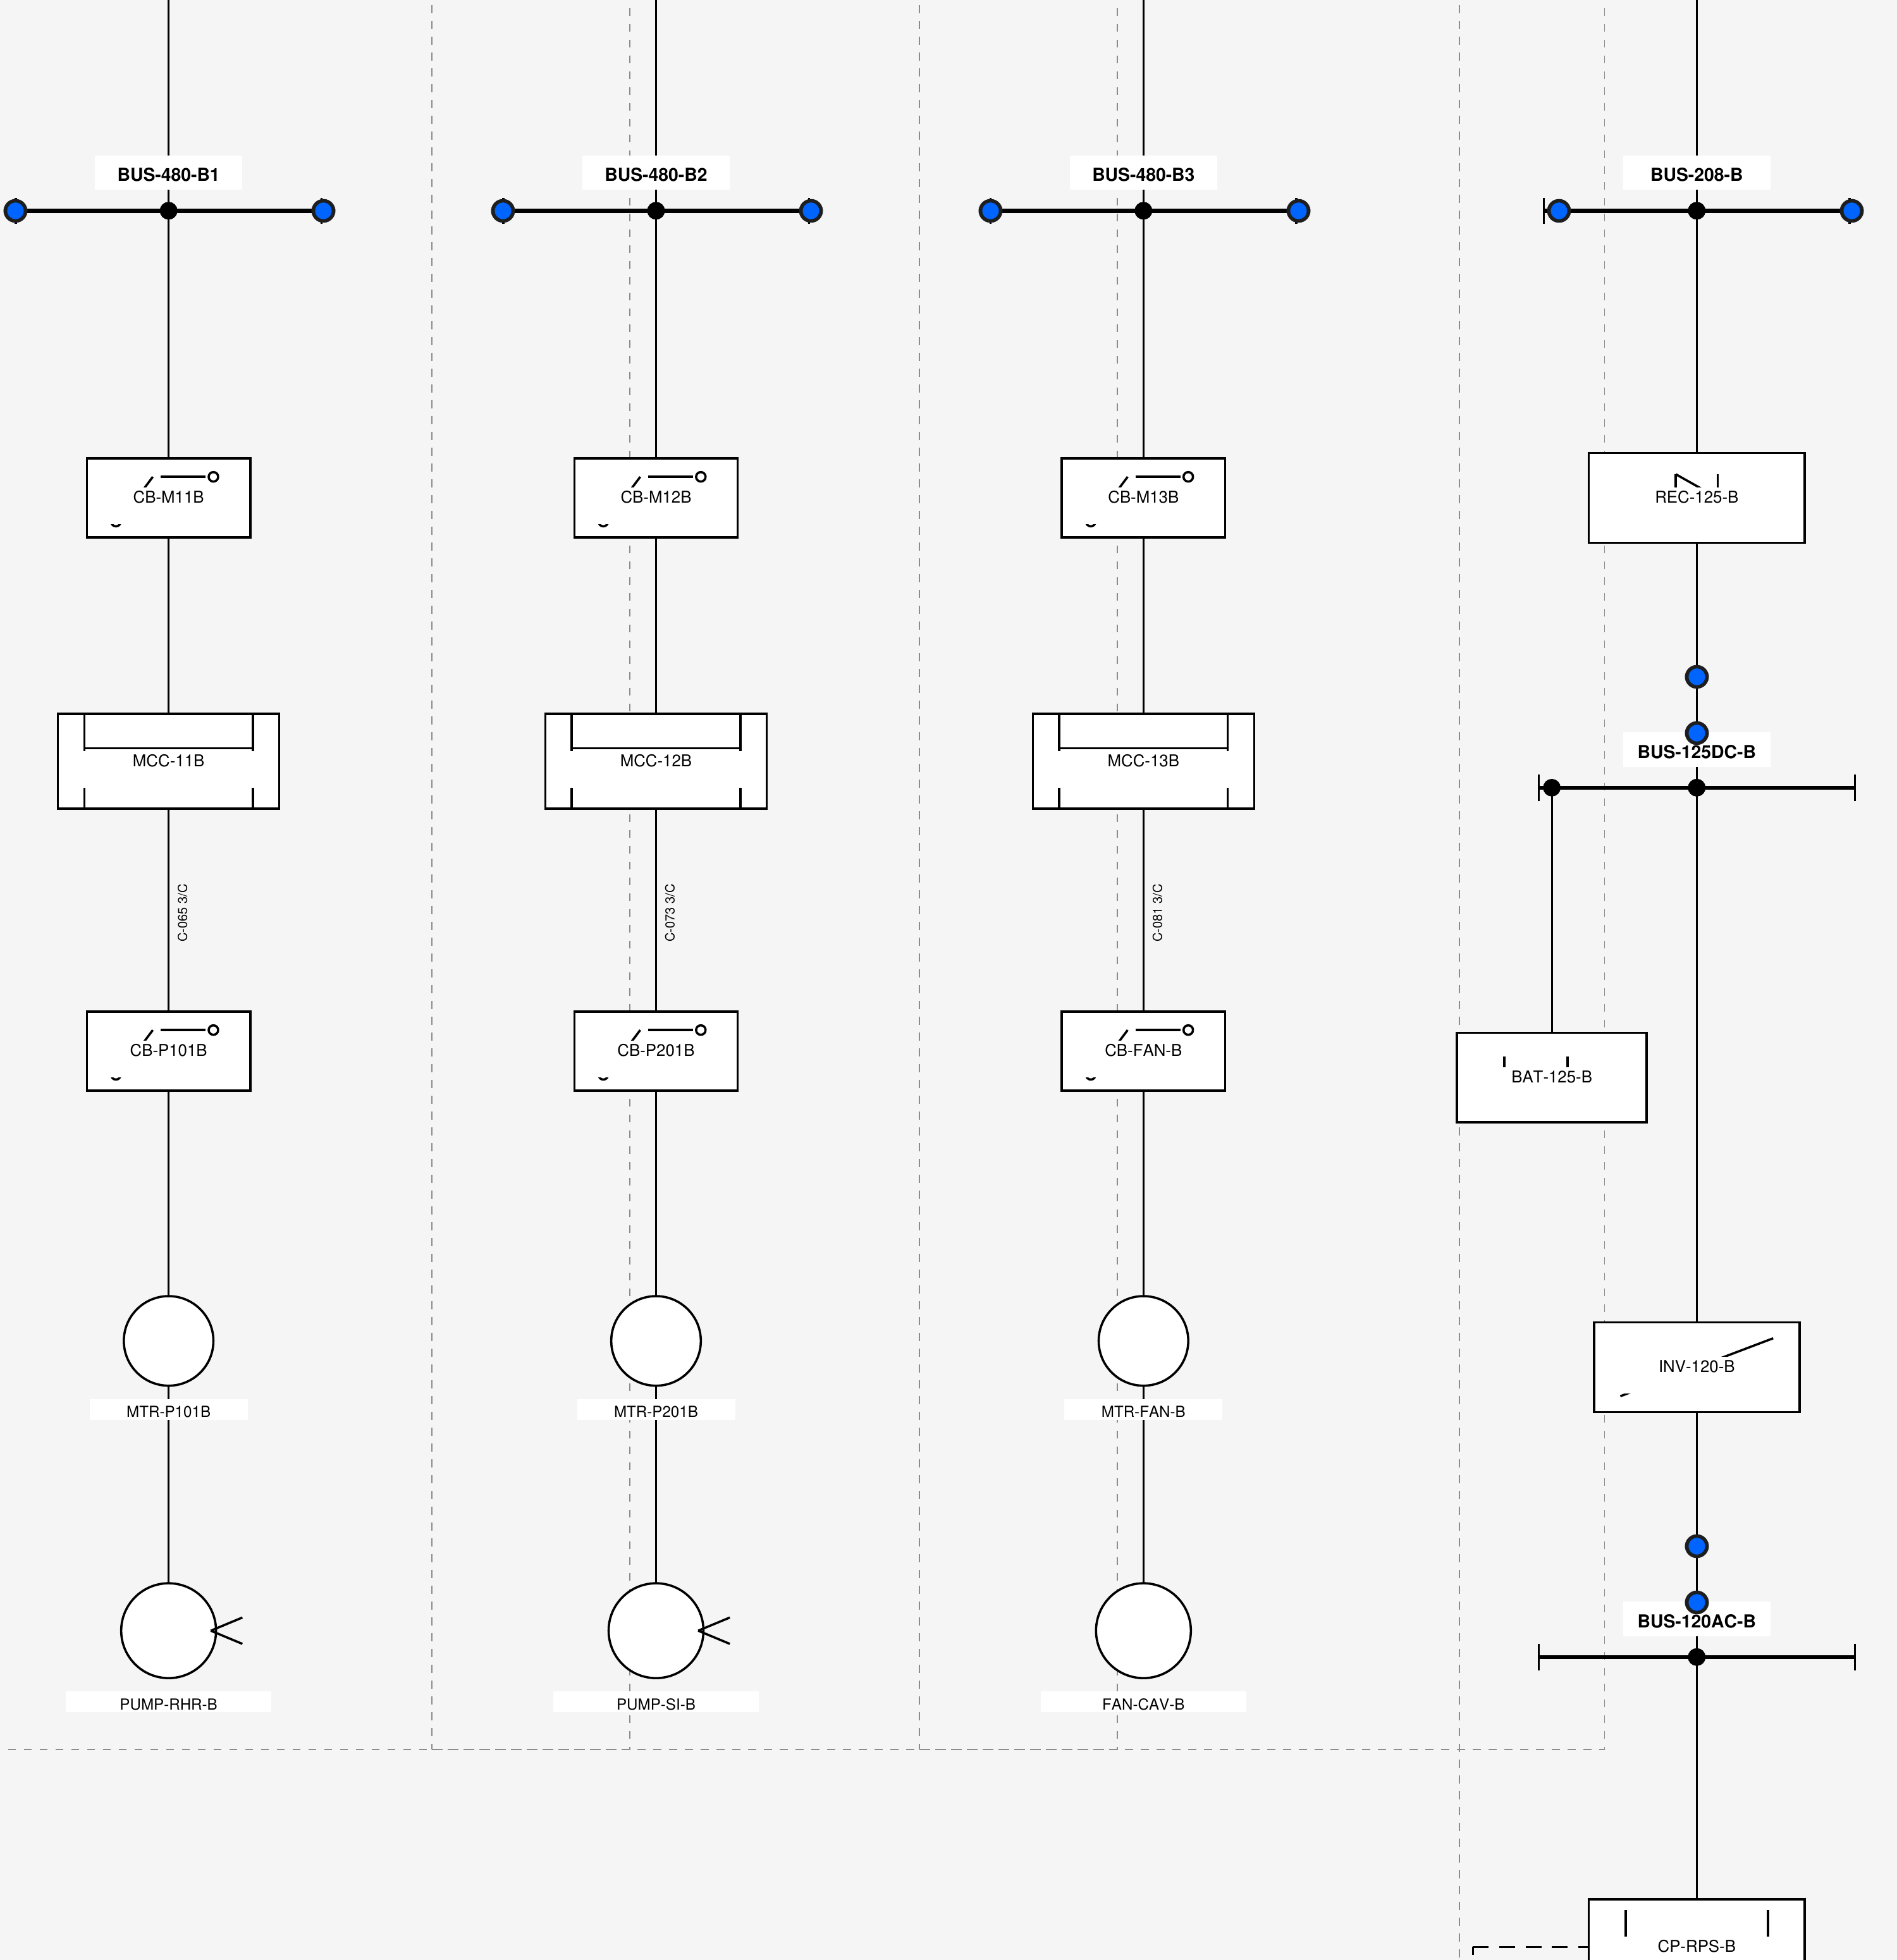 BUS-480-B1
BUS-480-B2
BUS-480-B3
BUS-208-B
CB-M11B
CB-M12B
CB-M13B
REC-125-B
BUS-125DC-B
MCC-11B
MCC-12B
MCC-13B
C-065 3/C
C-073 3/C
C-081 3/C
CB-P101B
CB-P201B
CB-FAN-B
BAT-125-B
INV-120-B
MTR-P101B
MTR-P201B
MTR-FAN-B
BUS-120AC-B
PUMP-RHR-B
PUMP-SI-B
FAN-CAV-B
CP-RPS-B